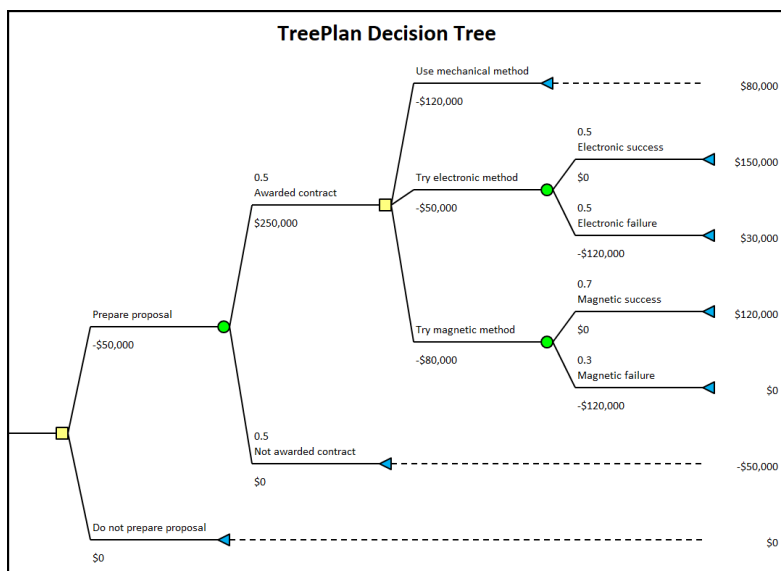 TreePlan Decision Tree
Use mechanical method
$80,000
-$120,000
0.5
Electronic success
$150,000
0.5
Awarded contract
Try electronic method
$0
$250,000
-$50,000
0.5
Electronic failure
$30,000
-$120,000
0.7
Magnetic success
$120,000
Prepare proposal
Try magnetic method
$0
-$50,000
-$80,000
0.3
Magnetic failure
$0
-$120,000
0.5
Not awarded contract
-$50,000
$0
Do not prepare proposal
$0
$0